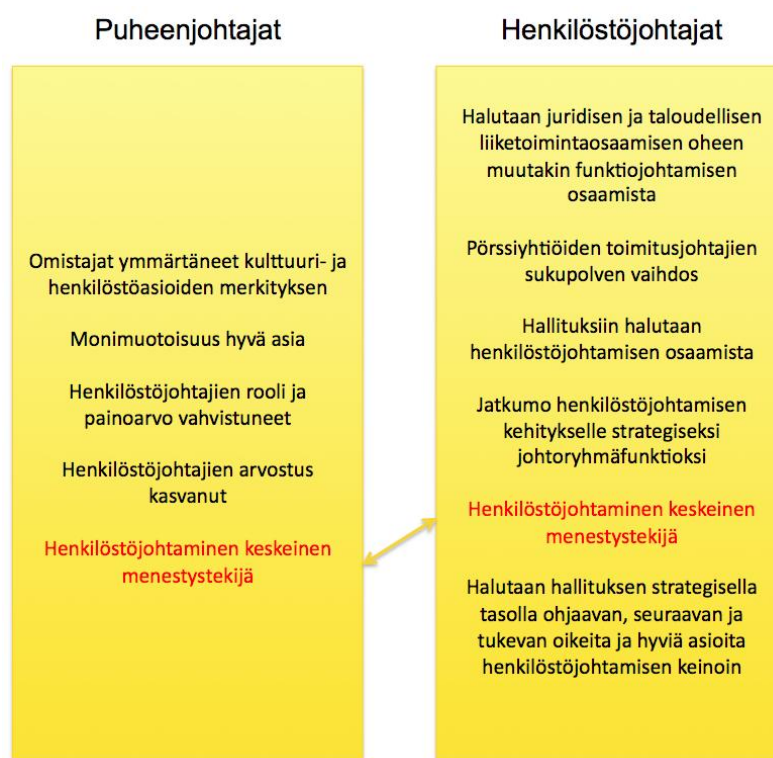 Puheenjohtajat
Omistajat ymmärtäneet kulttuuri- ja
henkilöstöasioiden merkityksen
Monimuotoisuus hyvä asia
Henkilöstöjohtajien rooli ja
painoarvo vahvistuneet
Henkilöstöjohtajien arvostus
kasvanut
Henkilöstöjohtaminen keskeinen
menestystekijä
Henkilöstöjohtajat
Halutaan juridisen ja taloudellisen
liiketoimintaosaamisen oheen
muutakin funktiojohtamisen
osaamista
Pörssiyhtiöiden toimitusjohtajien
sukupolven vaihdos
Hallituksiin halutaan
henkilöstöjohtamisen osaamista
Jatkumo henkilöstöjohtamisen
kehitykselle strategiseksi
johtoryhmäfunktioksi
Henkilöstöjohtaminen keskeinen
menestystekijä
Halutaan hallituksen strategisella
tasolla ohjaavan, seuraavan ja
tukevan oikeita ja hyviä asioita
henkilöstöjohtamisen keinoin